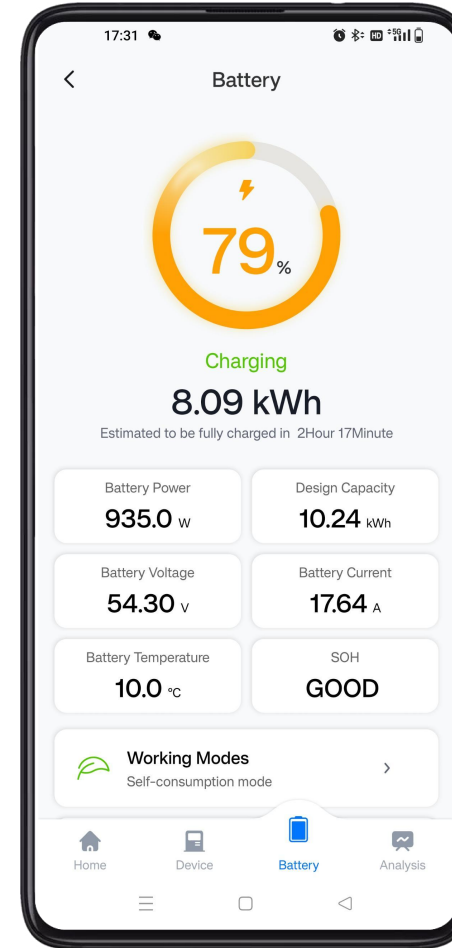 17:31
HD 5G
Battery
79%
Charging
8.09 kWh
Estimated to be fully charged in 2Hour 17Minute
Battery Power
935.0 W
Design Capacity
10.24 kWh
Battery Voltage
54.30 V
Battery Current
17.64 A
Battery Temperature
10.0 °C
SOH
GOOD
Working Modes
Self-consumption mode
Home
Device
Battery
Analysis